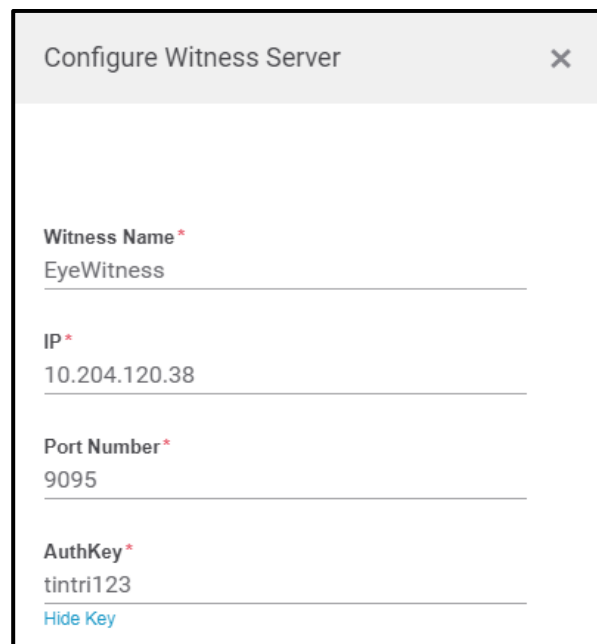 Configure Witness Server ×
Witness Name*
EyeWitness
IP*
10.204.120.38
Port Number*
9095
AuthKey*
tintri123
Hide Key